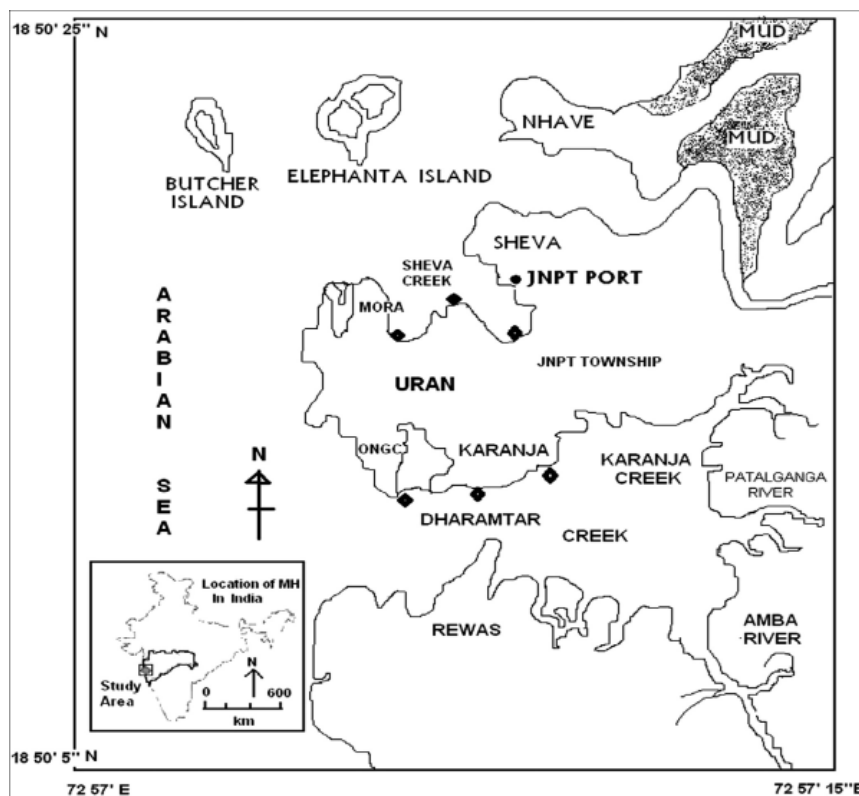 18 50' 25" N
MUD
NHAVE
MUD
BUTCHER
ISLAND
ELEPHANTA ISLAND
SHEVA
SHEVA
CREEK
JNPT PORT
MORA
ARABIAN
SEA
JNPT TOWNSHIP
URAN
ONGC
KARANJA
KARANJA
CREEK
PATALGANGA
RIVER
N
DHARAMTAR
CREEK
Location of MH
In India
REWAS
AMBA
RIVER
Study
Area
N
0 600
km
18 50' 5" N
72 57' E
72 57' 15"E